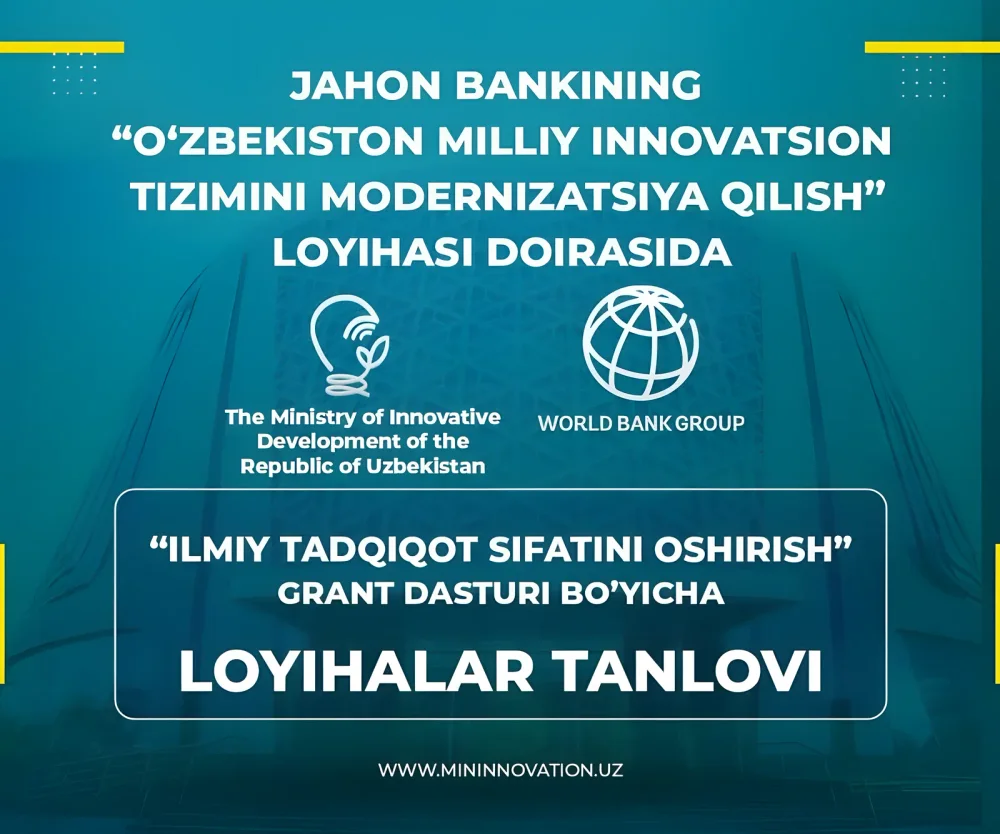 JAHON BANKINING
“O‘ZBEKISTON MILLIY INNOVATSION
TIZIMINI MODERNIZATSIYA QILISH”
LOYIHASI DOIRASIDA
The Ministry of Innovative
Development of the
Republic of Uzbekistan
WORLD BANK GROUP
“ILMIY TADQIQOT SIFATINI OSHIRISH”
GRANT DASTURI BO’YICHA
LOYIHALAR TANLOVI
WWW.MININNOVATION.UZ